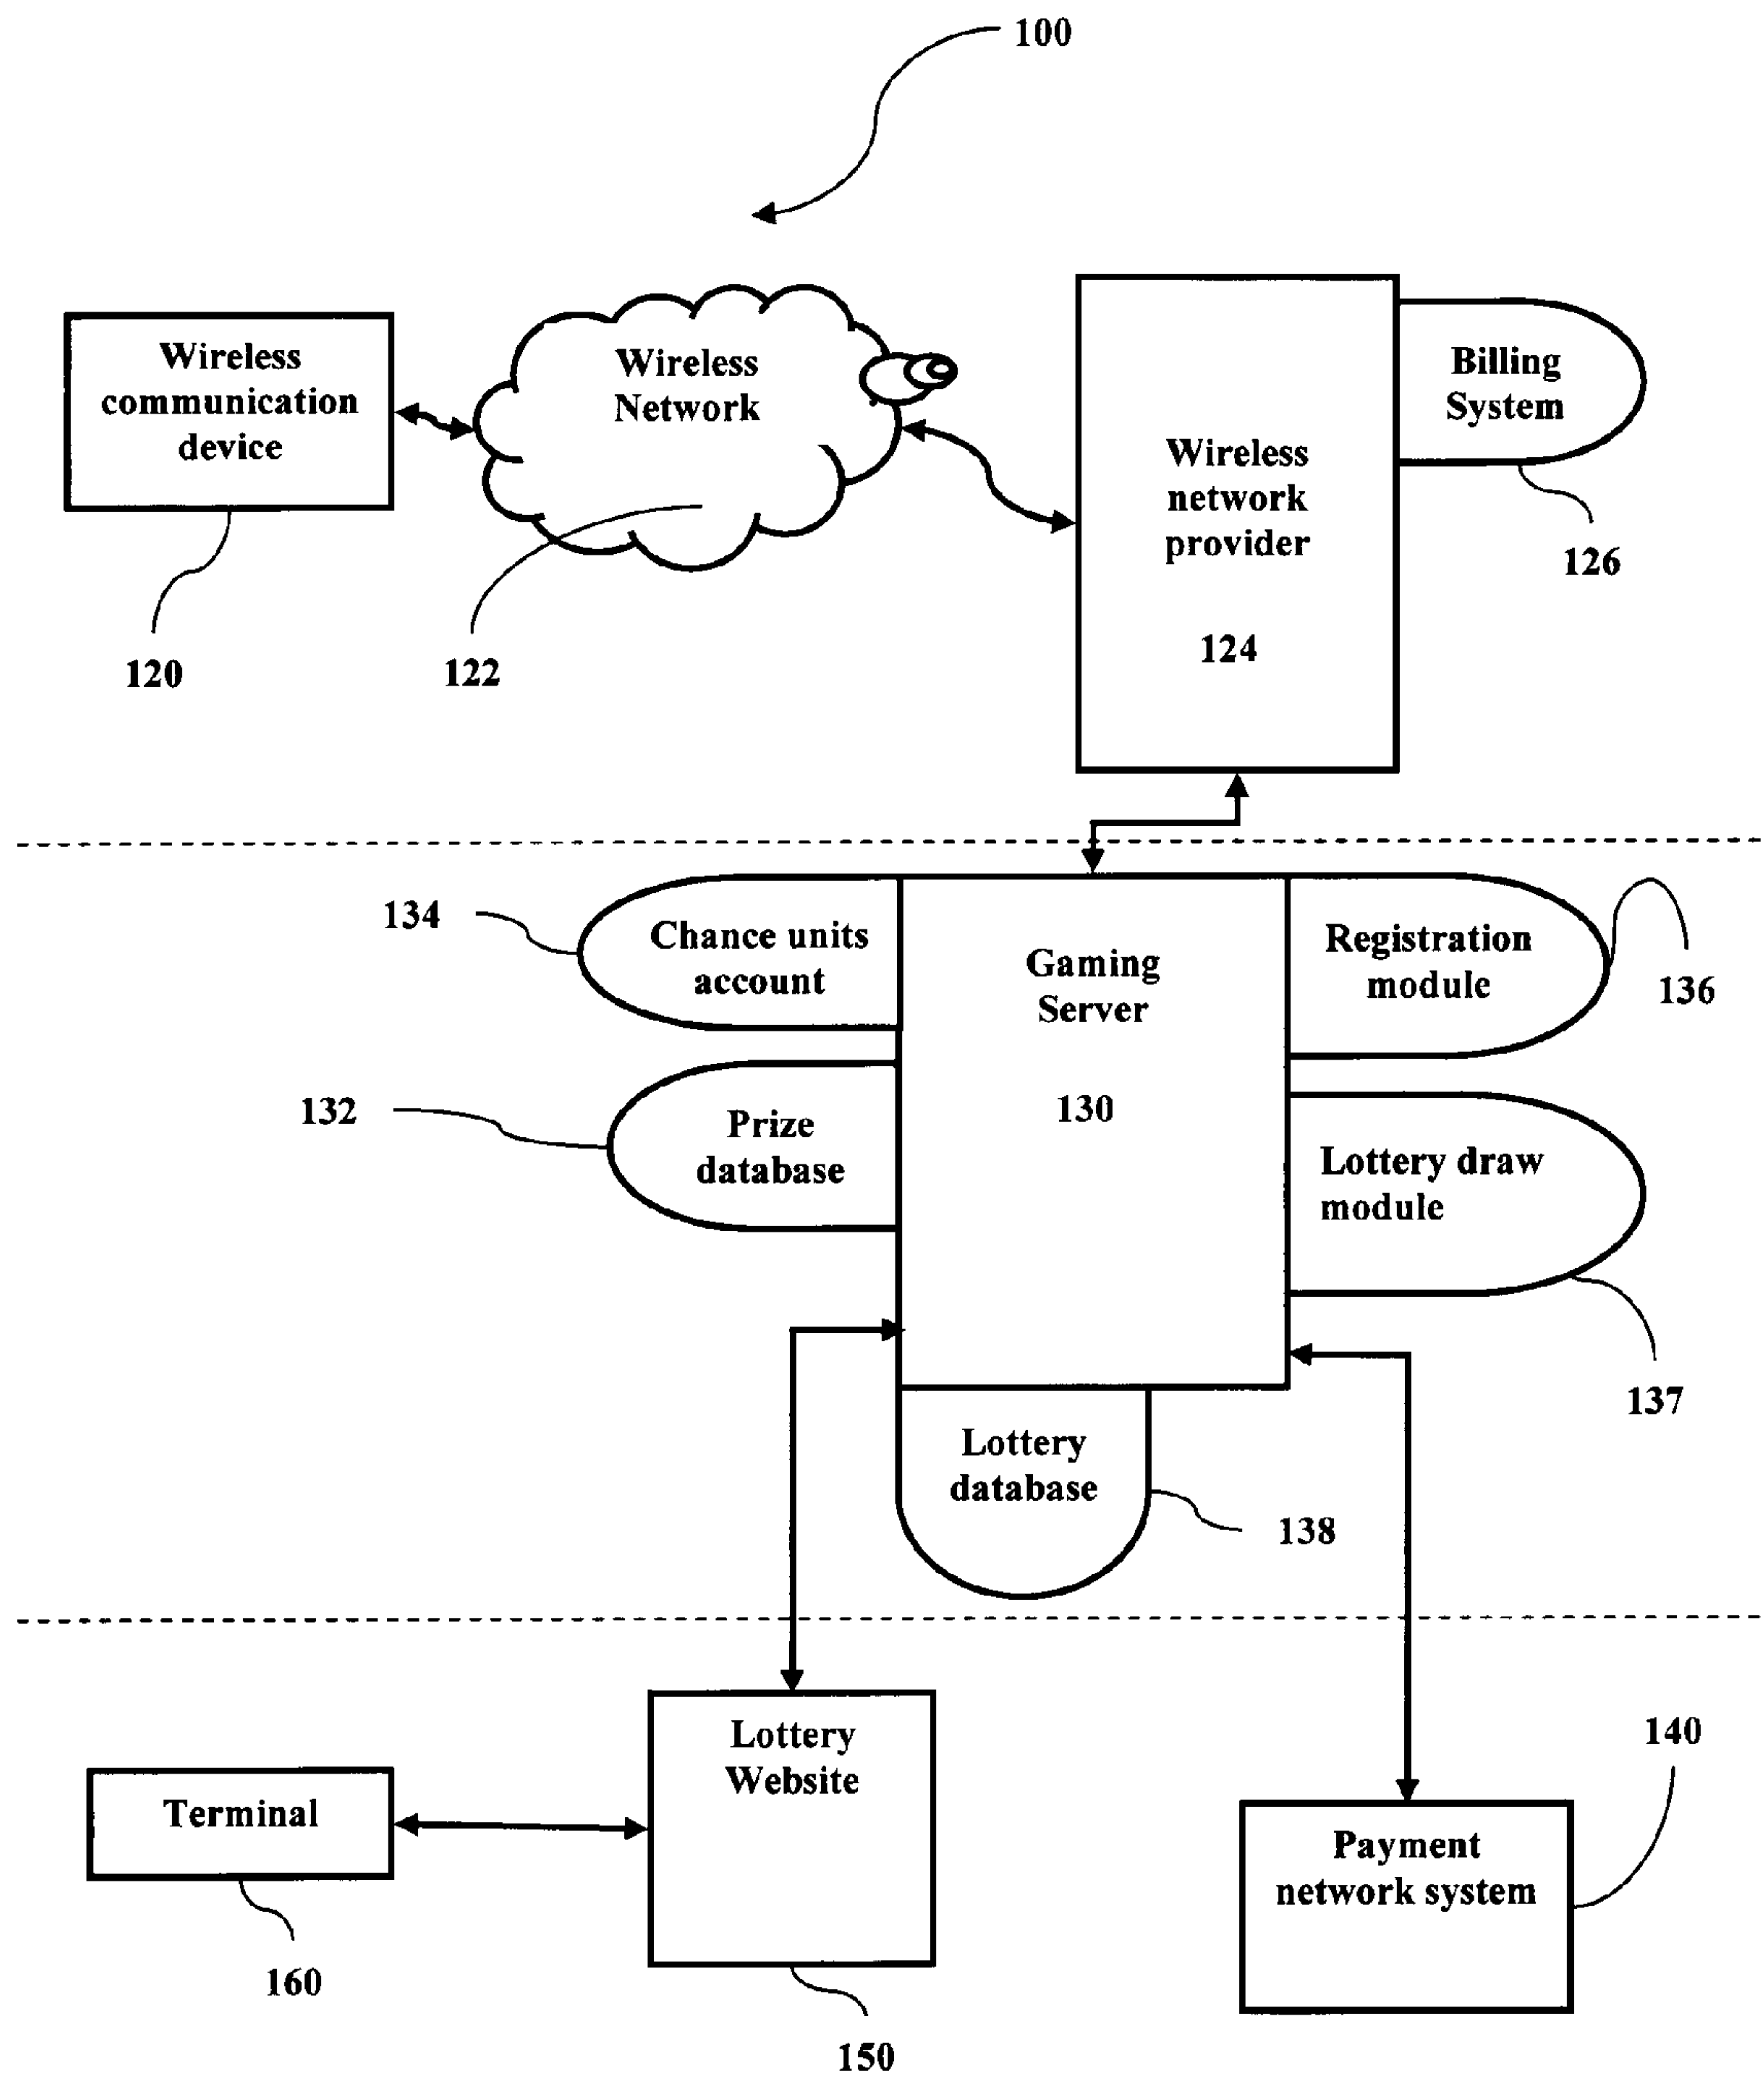 100
Wireless
communication
device
120
Wireless
Network
122
Wireless
network
provider
124
Billing
System
126
134
Chance units
account
Gaming
Server
130
Registration
module
136
132
Prize
database
Lottery draw
module
137
Lottery
database
138
Terminal
160
Lottery
Website
150
Payment
network system
140